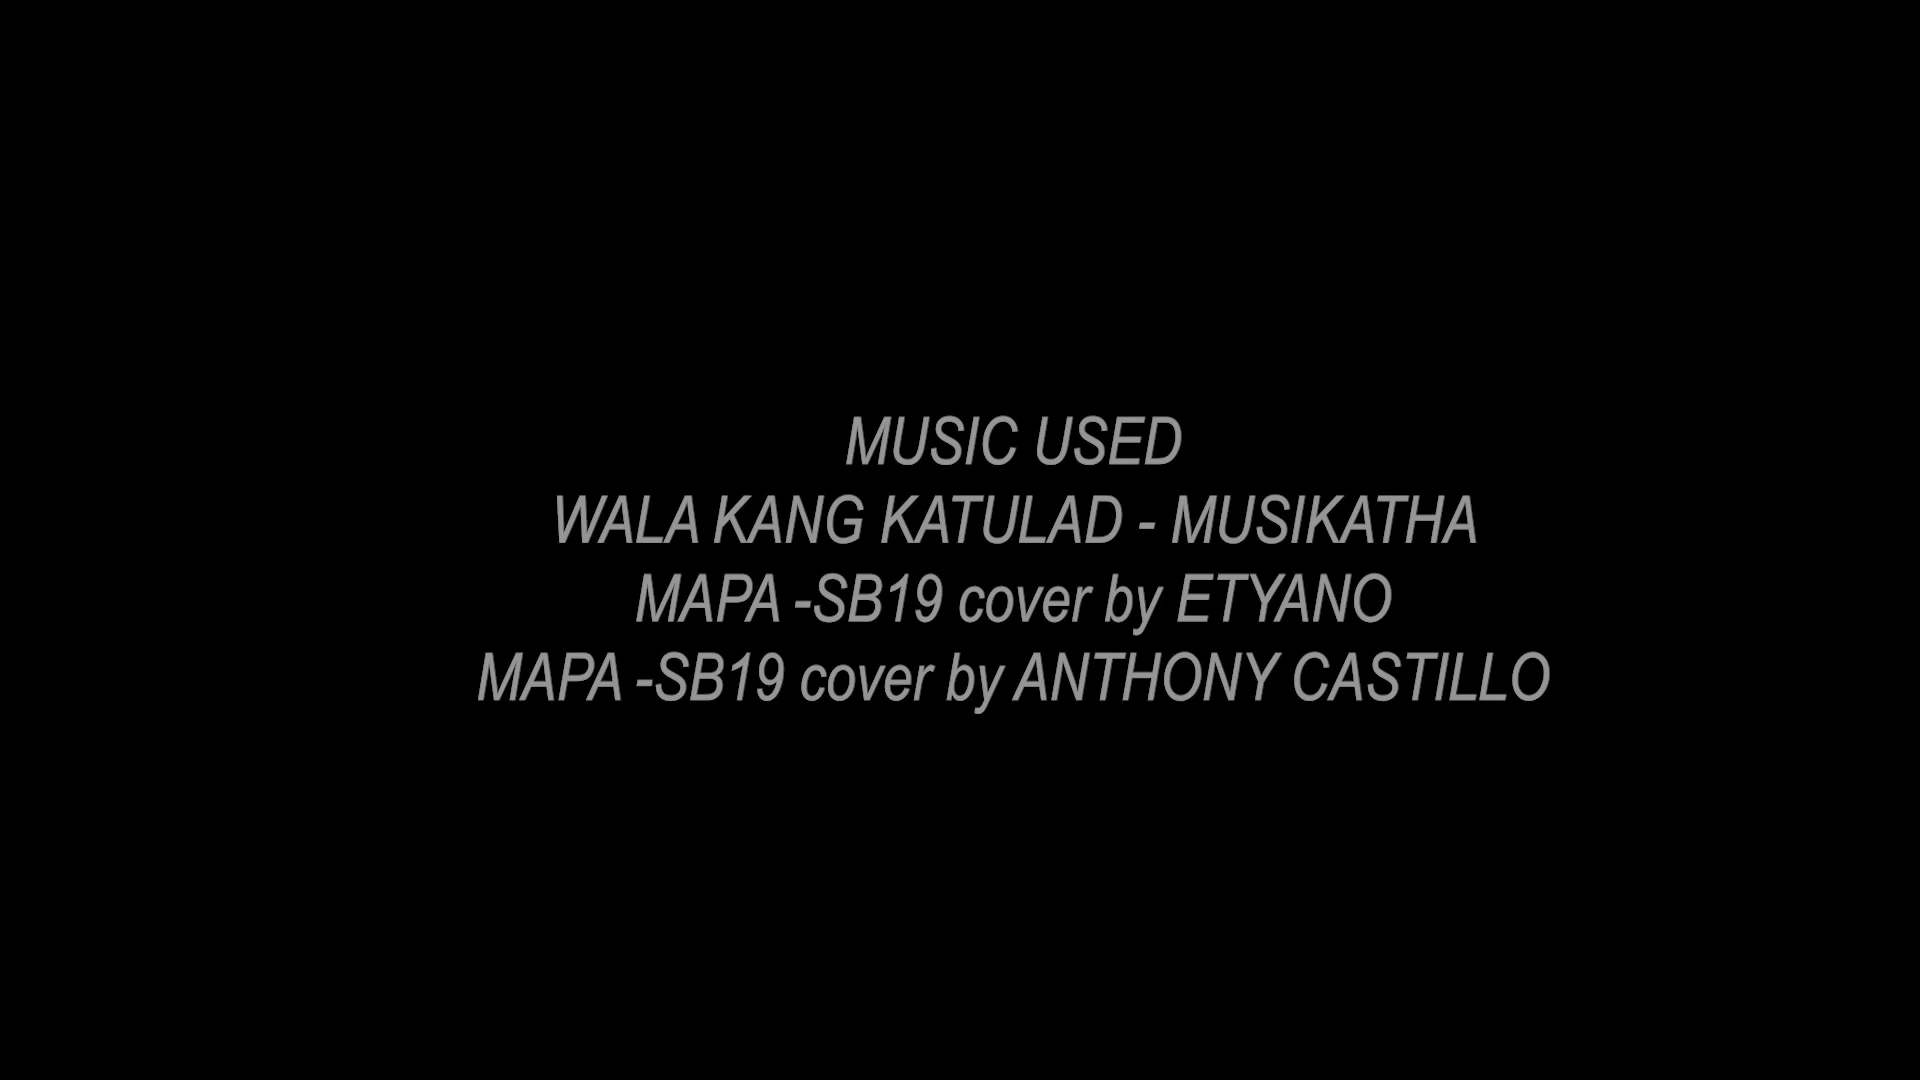 MUSIC USED
WALA KANG KATULAD - MUSIKATHA
MAPA -SB19 cover by ETYANO
MAPA -SB19 cover by ANTHONY CASTILLO